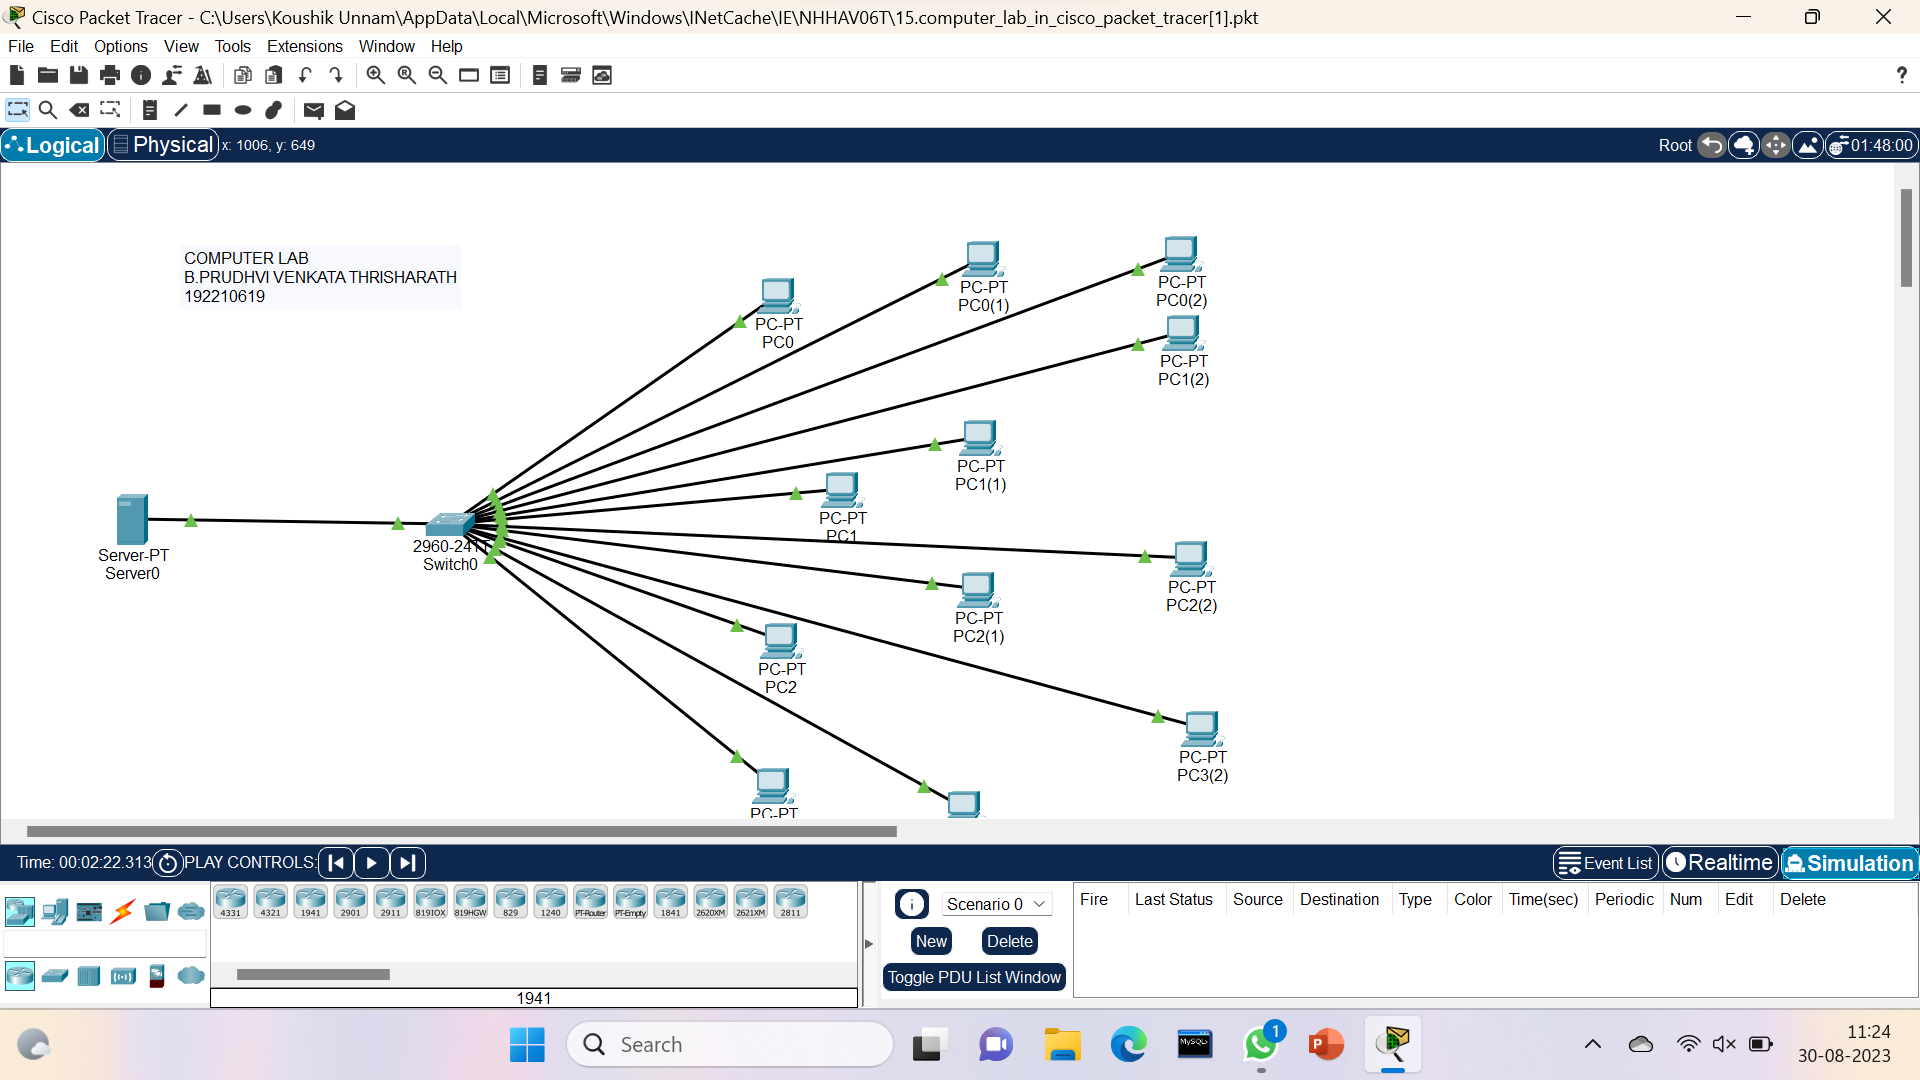 Cisco Packet Tracer - C:\Users\Koushik Unnam\AppData\Local\Microsoft\Windows\INetCache\IE\NHHAV06T\15.computer_lab_in_cisco_packet_tracer[1].pkt
File Edit Options View Tools Extensions Window Help
?
Logical Physical x: 1006, y: 649 Root 01:48:00
COMPUTER LAB
B.PRUDHVI VENKATA THRISHARATH
192210619
PC-PT
PC0
PC-PT
PC0(1)
PC-PT
PC0(2)
PC-PT
PC1(2)
PC-PT
PC1(1)
PC-PT
PC1
Server-PT
Server0
2960-24TT
Switch0
PC-PT
PC2(2)
PC-PT
PC2(1)
PC-PT
PC2
PC-PT
PC3(2)
PC-PT
Time: 00:02:22.313 PLAY CONTROLS: Event List Realtime Simulation
4331 4321 1941 2901 2911 819IOX 819HGW 829 1240 PT-Router PT-Empty 1841 2620XM 2621XM 2811
1941
Scenario 0
New Delete
Toggle PDU List Window
Fire Last Status Source Destination Type Color Time(sec) Periodic Num Edit Delete
Search
MySQL
1
11:24
30-08-2023